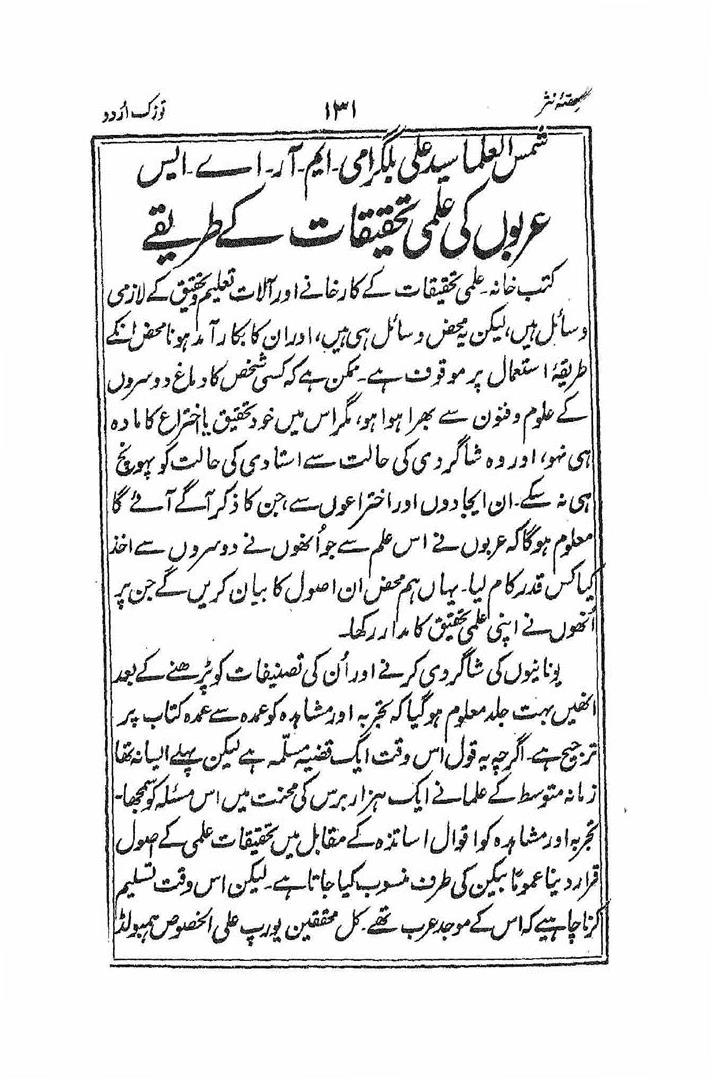 حصّۂ نثر ۱۳۱ تزک اُردو
شمس العلما سید علی بلگرامی۔ ایم۔ آر۔ اے۔ ایس
عربوں کی علمی تحقیقات کے طریقے
کتب خانہ۔ علمی تحقیقات کے کارخانے اور آلات تعلیم و تحقیق کے لازمی
وسائل ہیں، لیکن یہ محض وسائل ہی ہیں، اور ان کا بکار آمد ہونا محض انکے
طریقۂ استعمال پر موقوف ہے۔ ممکن ہے کہ کسی شخص کا دماغ دوسروں
کے علوم و فنون سے بھرا ہوا ہو، مگر اس میں خود تحقیق یا اختراع کا مادہ
ہی نہو، اور وہ شاگردی کی حالت سے استادی کی حالت کو پہونچ
ہی نہ سکے۔ ان ایجادوں اور اختراعوں سے، جن کا ذکر آگے آئے گا
معلوم ہوگا کہ عربوں نے اس علم سے جو اُنھوں نے دوسروں سے اخذ
کیا کس قدر کام لیا۔ یہاں ہم محض ان اصول کا بیان کریں گے جن پر
اُنھوں نے اپنی علمی تحقیق کا مدار رکھا۔
یونانیوں کی شاگردی کرنے اور اُن کی تصنیفات کو پڑھنے کے بعد
انھیں بہت جلد معلوم ہو گیا کہ تجربہ اور مشاہدہ کو عمدہ سے عمدہ کتاب پر
ترجیح ہے۔ اگرچہ یہ قول اس وقت ایک قضیہ مسلّمہ ہے لیکن پہلے ایسا نہ تھا
زمانہ متوسط کے علما نے ایک ہزار برس کی محنت میں اس مسئلہ کو سمجھا۔
تجربہ اور مشاہدہ کو اقوال اساتذہ کے مقابل میں تحقیقات علمی کے اصول
قرار دینا عموماً بیکن کی طرف منسوب کیا جاتا ہے۔ لیکن اس وقت تسلیم
کرنا چاہیے کہ اس کے موجد عرب تھے۔ کل محققین یورپ علی الخصوص ہمبولڈ